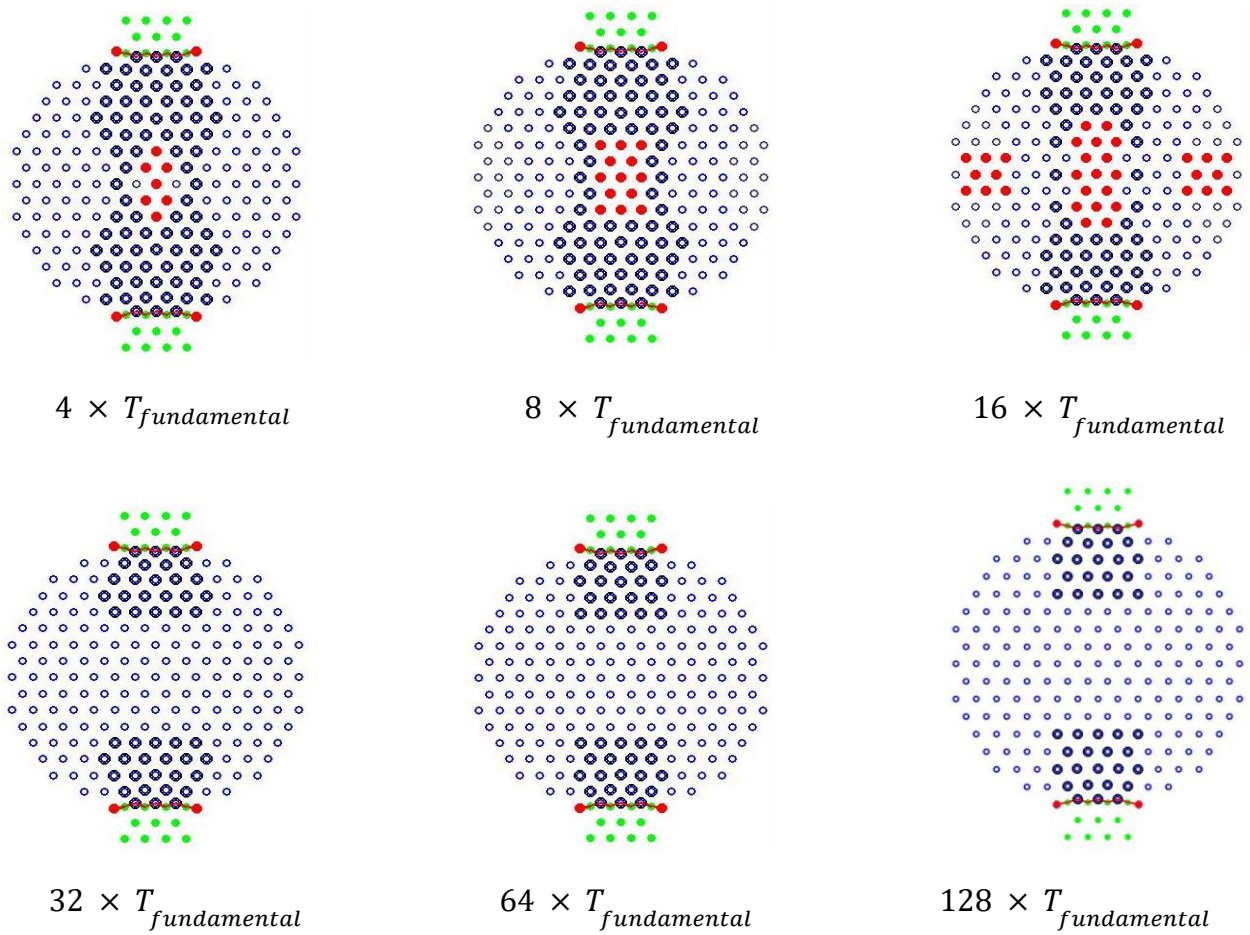 4 × T_fundamental
8 × T_fundamental
16 × T_fundamental
32 × T_fundamental
64 × T_fundamental
128 × T_fundamental